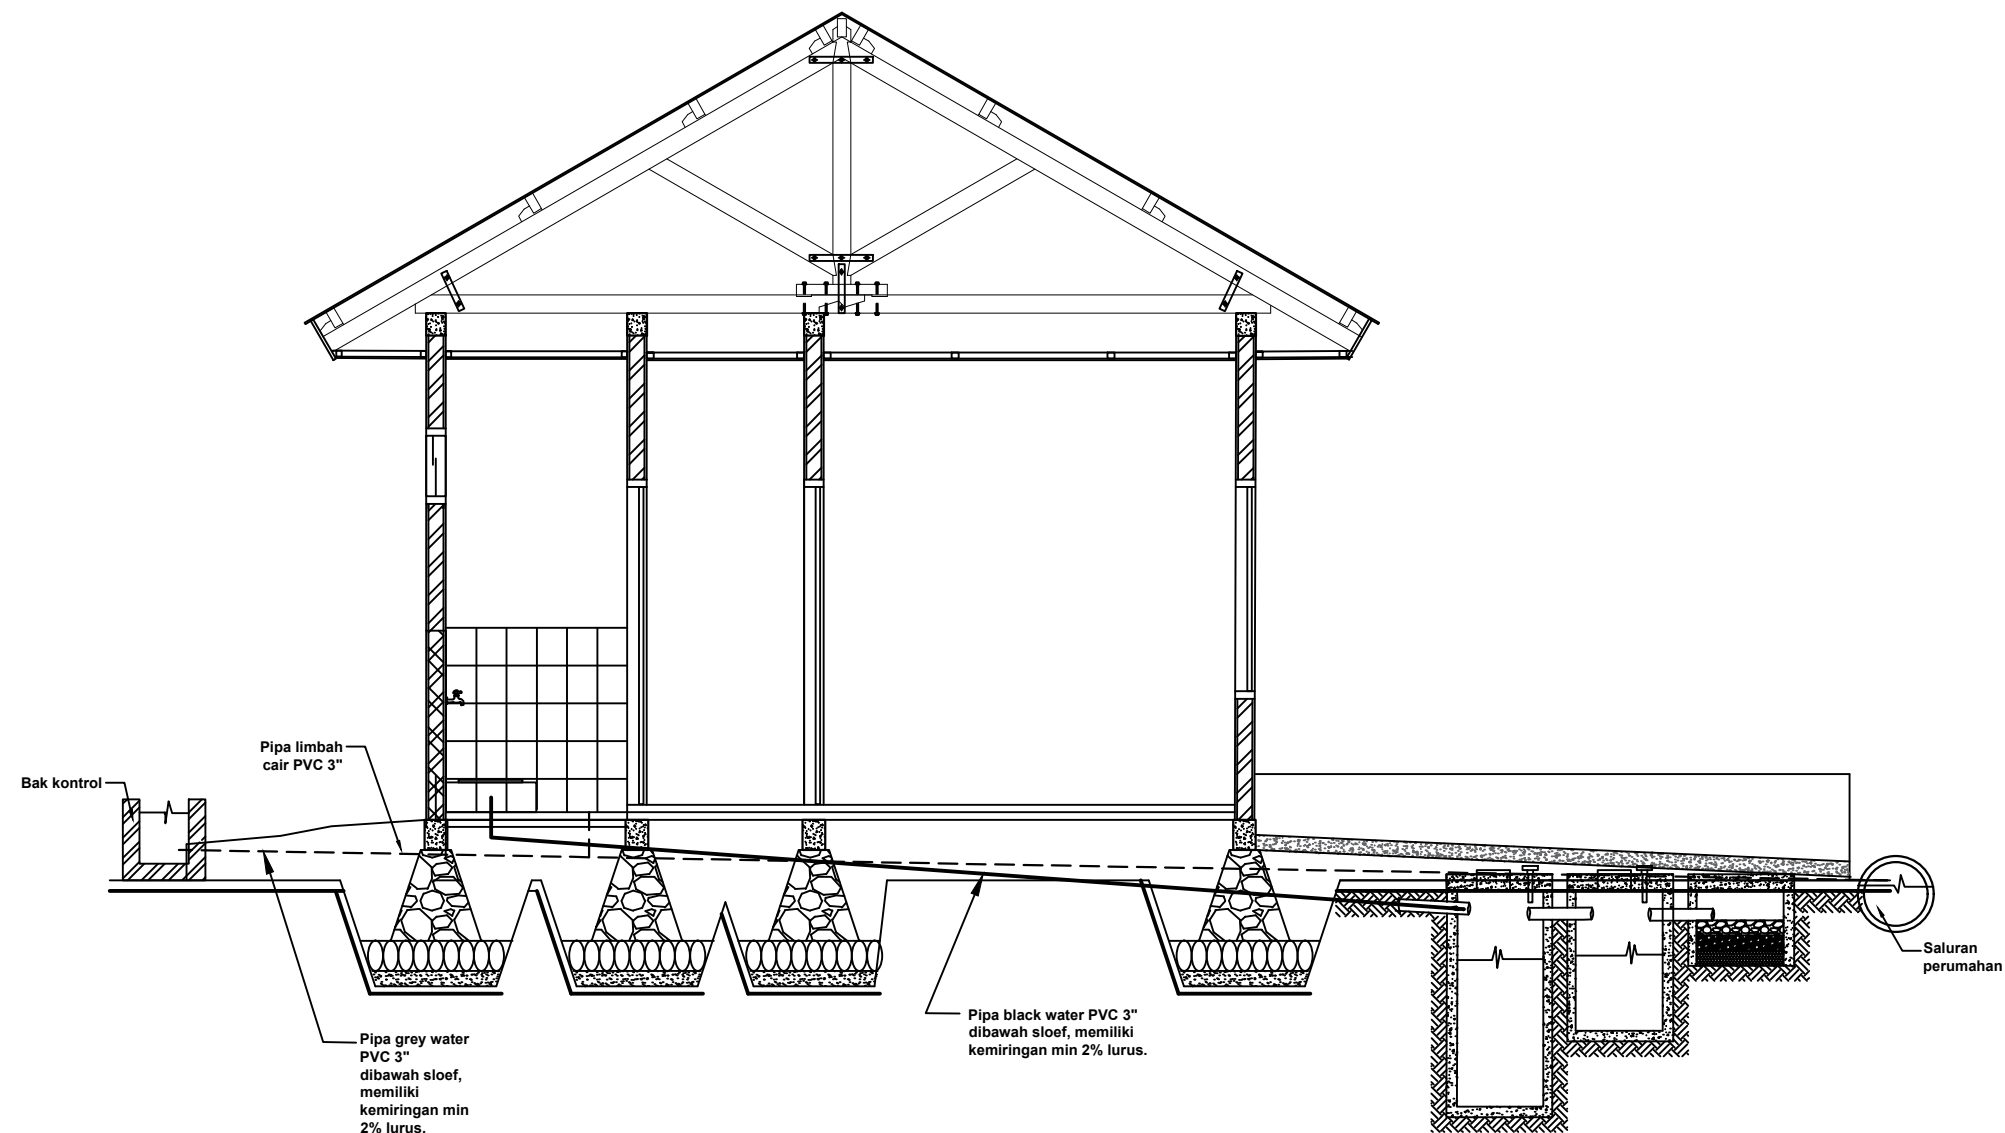 Pipa limbah
cair PVC 3"
Bak kontrol
Saluran
perumahan
Pipa black water PVC 3"
dibawah sloef, memiliki
kemiringan min 2% lurus.
Pipa grey water
PVC 3"
dibawah sloef,
memiliki
kemiringan min
2% lurus.